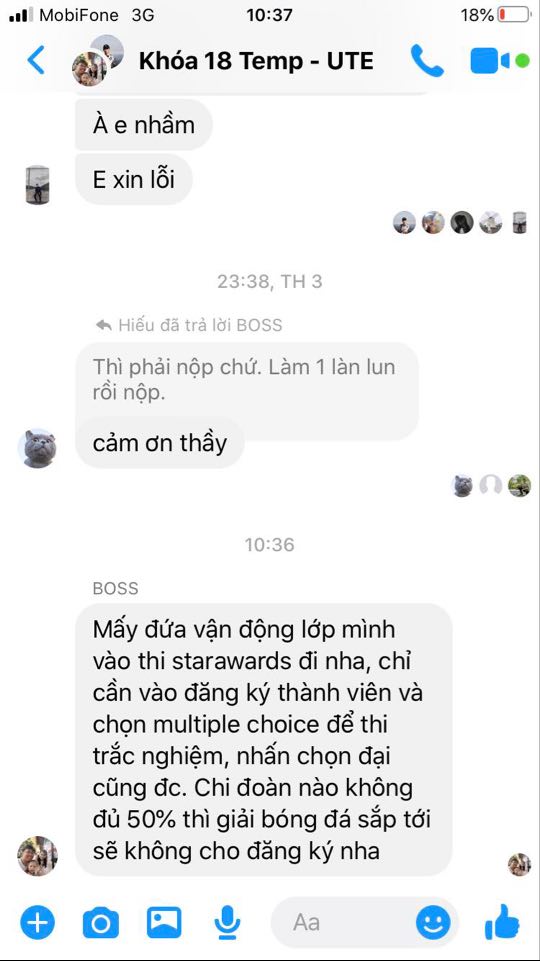 MobiFone 3G 10:37 18%
Khóa 18 Temp - UTE
À e nhầm
E xin lỗi
23:38, TH 3
Hiếu đã trả lời BOSS
Thì phải nộp chứ. Làm 1 làn lun
rồi nộp.
cảm ơn thầy
10:36
BOSS
Mấy đứa vận động lớp mình
vào thi starawards đi nha, chỉ
cần vào đăng ký thành viên và
chọn multiple choice để thi
trắc nghiệm, nhấn chọn đại
cũng đc. Chi đoàn nào không
đủ 50% thì giải bóng đá sắp tới
sẽ không cho đăng ký nha
Aa